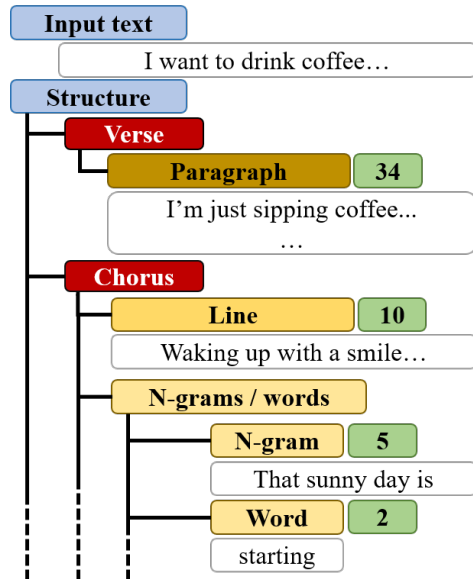 Input text
I want to drink coffee…
Structure
Verse
Paragraph 34
I’m just sipping coffee...
…
Chorus
Line 10
Waking up with a smile…
N-grams / words
N-gram 5
That sunny day is
Word 2
starting